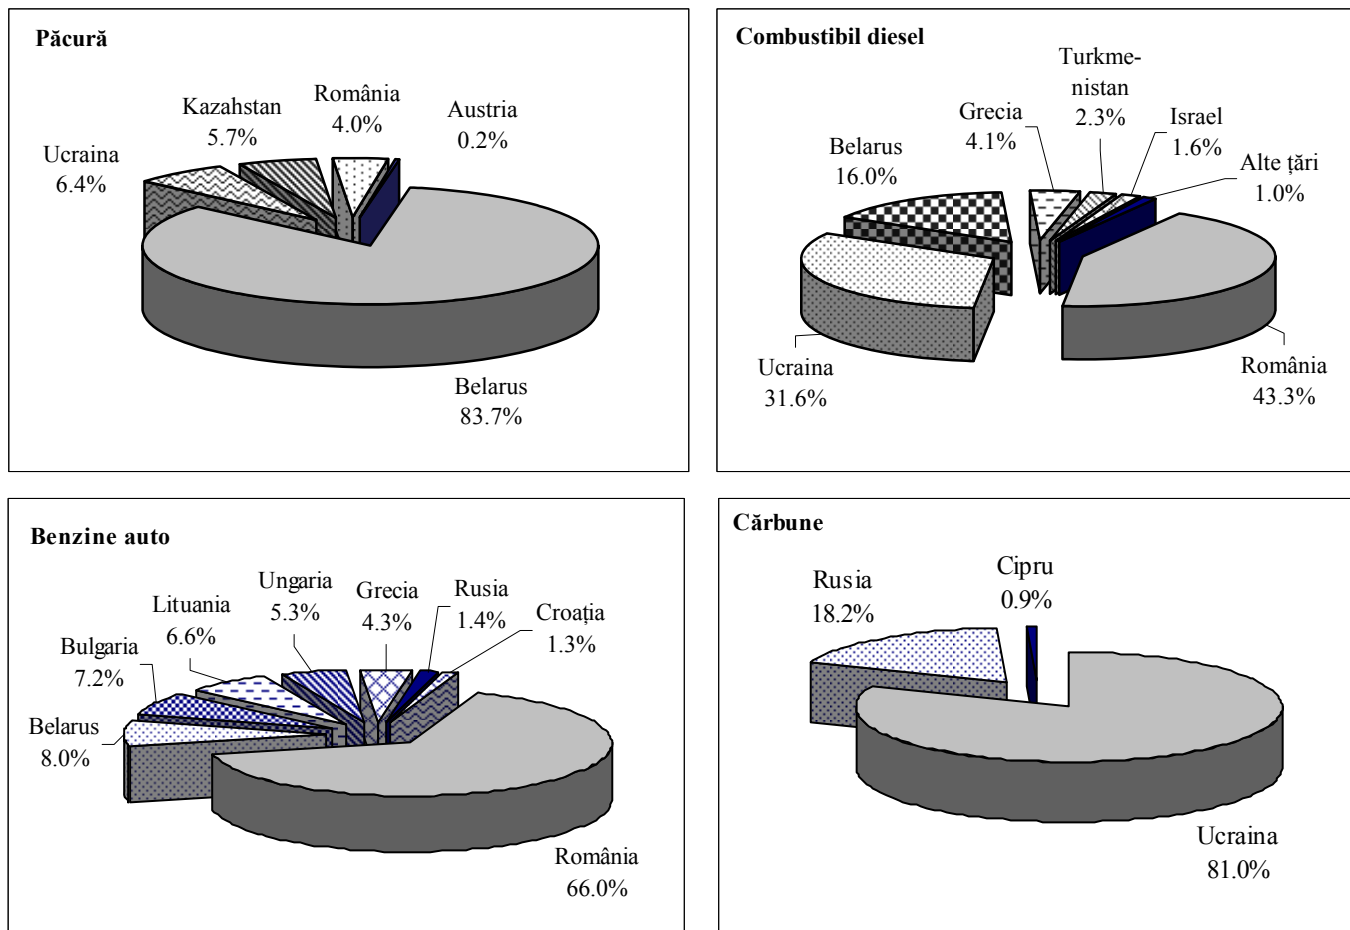 Păcură
Kazahstan
5.7%
România
4.0%
Austria
0.2%
Ucraina
6.4%
Belarus
83.7%
Combustibil diesel
Turkme-
nistan
2.3%
Grecia
4.1%
Israel
1.6%
Belarus
16.0%
Alte țări
1.0%
Ucraina
31.6%
România
43.3%
Benzine auto
Ungaria
5.3%
Grecia
4.3%
Rusia
1.4%
Lituania
6.6%
Croația
1.3%
Bulgaria
7.2%
Belarus
8.0%
România
66.0%
Cărbune
Rusia
18.2%
Cipru
0.9%
Ucraina
81.0%